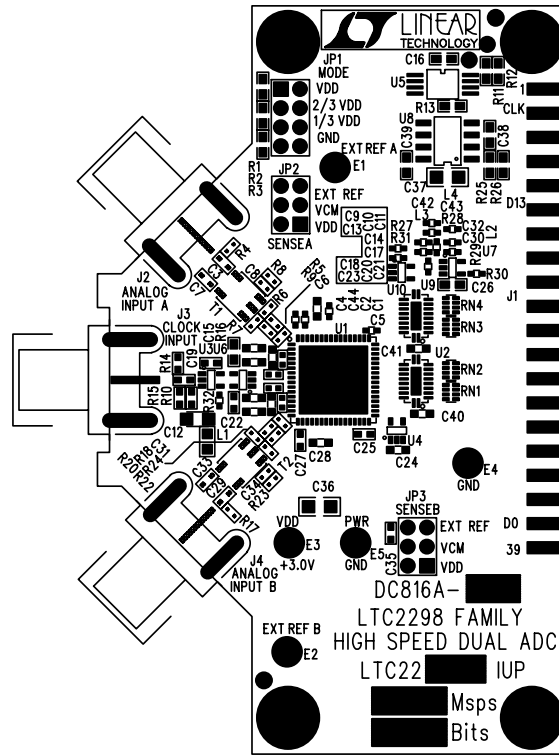 LINEAR
TECHNOLOGY
JP1
MODE
VDD
2/3 VDD
1/3 VDD
GND
C16
U5
R12
R11
R13
1
CLK
U8
C39
C38
R1
R2
R3
EXT REF A
E1
JP2
EXT REF
VCM
VDD
SENSEA
C37
L4
C43
C42
R25
R26
D13
C9
C13
C10
C11
C14
C17
C18
C23
C20
C21
L3
R28
C32
C30
R27
R31
L2
U7
R29
R30
C26
U10
U9
RN4
RN3
J1
J2
ANALOG
INPUT A
R4
C3
C7
T1
C8
R8
R5
R9
C6
R6
R7
C4
C44
C2
C1
J3
CLOCK
INPUT
C15
R16
C19
U3
U6
R14
R15
R10
R32
U1
C5
C41
U2
RN2
RN1
C12
L1
C22
C40
R18
C31
R20
R24
R22
C33
C29
C34
T2
R23
R17
C27
C28
C25
U4
C24
C36
E4
GND
J4
ANALOG
INPUT B
VDD
E3
+3.0V
PWR
E5
GND
C35
JP3
SENSEB
EXT REF
VCM
VDD
D0
39
DC816A-
LTC2298 FAMILY
HIGH SPEED DUAL ADC
EXT REF B
E2
LTC22 IUP
Msps
Bits